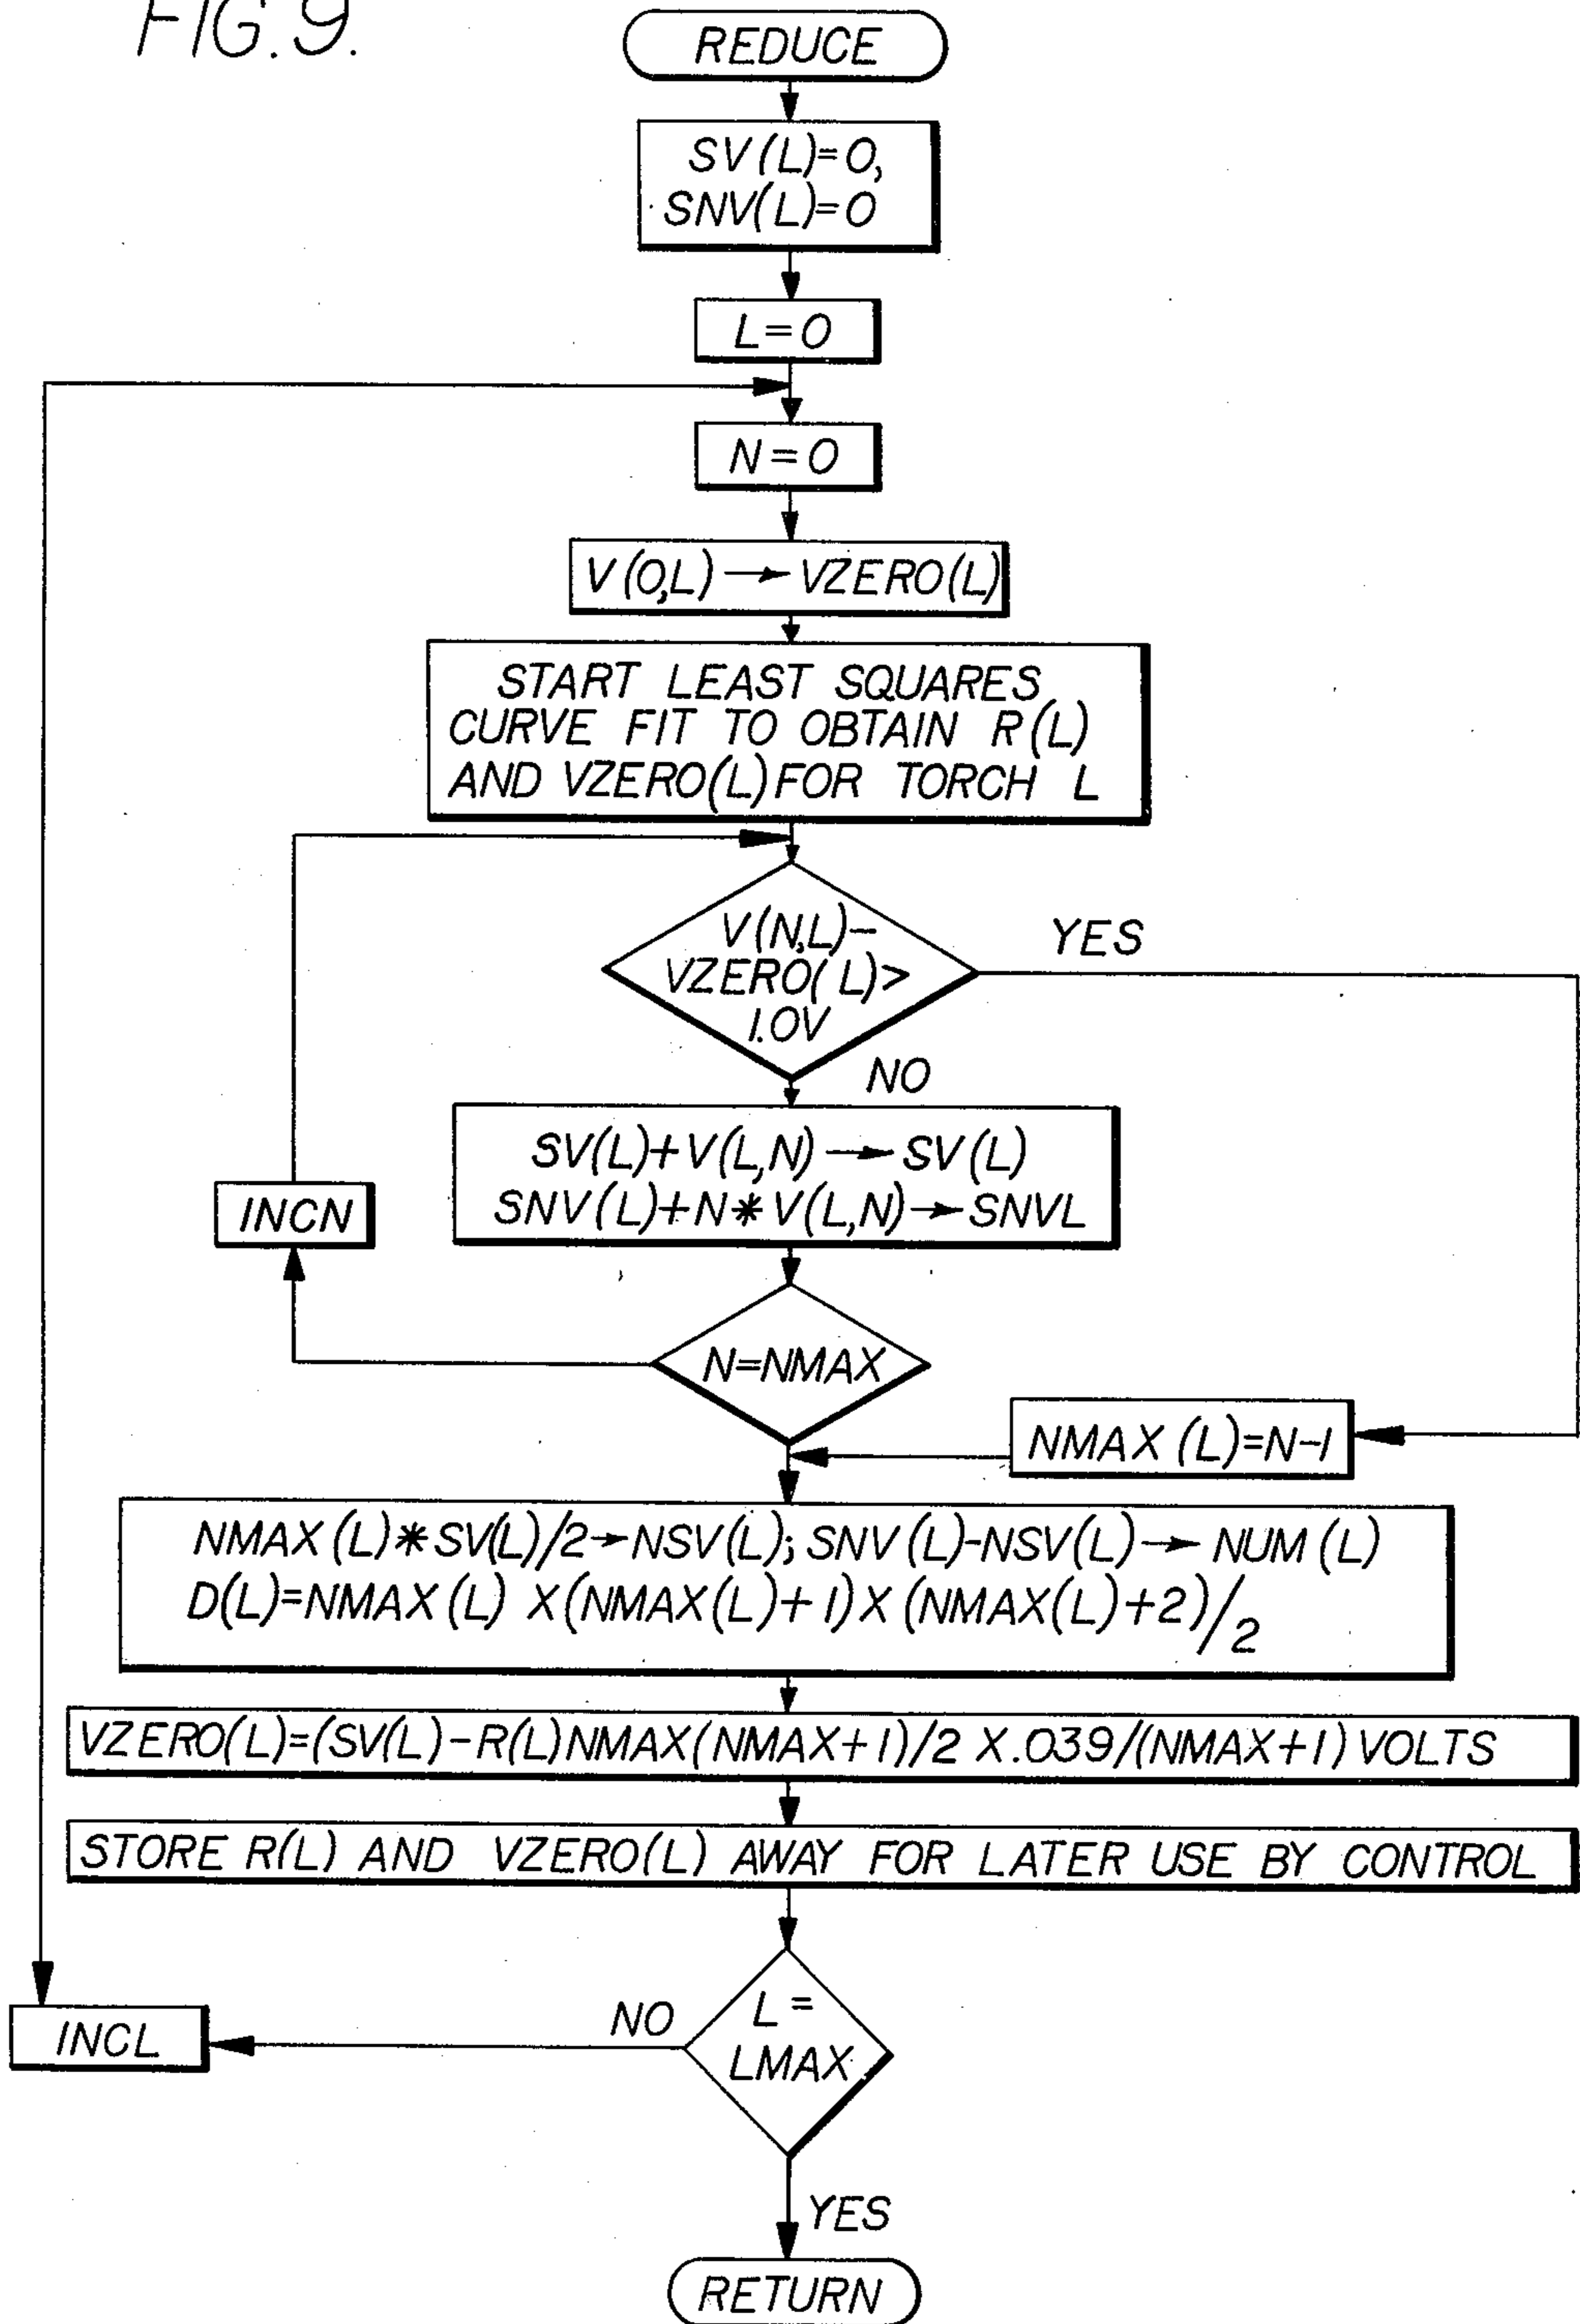 FIG. 9.
REDUCE
SV(L)=0,
SNV(L)=0
L=0
N=0
V(0,L)→VZERO(L)
START LEAST SQUARES
CURVE FIT TO OBTAIN R(L)
AND VZERO(L) FOR TORCH L
V(N,L)-
VZERO(L)>
1.0V
YES
NO
SV(L)+V(L,N)→SV(L)
SNV(L)+N*V(L,N)→SNVL
INCN
N=NMAX
NMAX(L)=N-1
NMAX(L)*SV(L)/2→NSV(L); SNV(L)-NSV(L)→NUM(L)
D(L)=NMAX(L) X(NMAX(L)+1)X(NMAX(L)+2)/2
VZERO(L)=(SV(L)-R(L)NMAX(NMAX+1)/2 X.039/(NMAX+1) VOLTS
STORE R(L) AND VZERO(L) AWAY FOR LATER USE BY CONTROL
L=
LMAX
NO
INCL
YES
RETURN